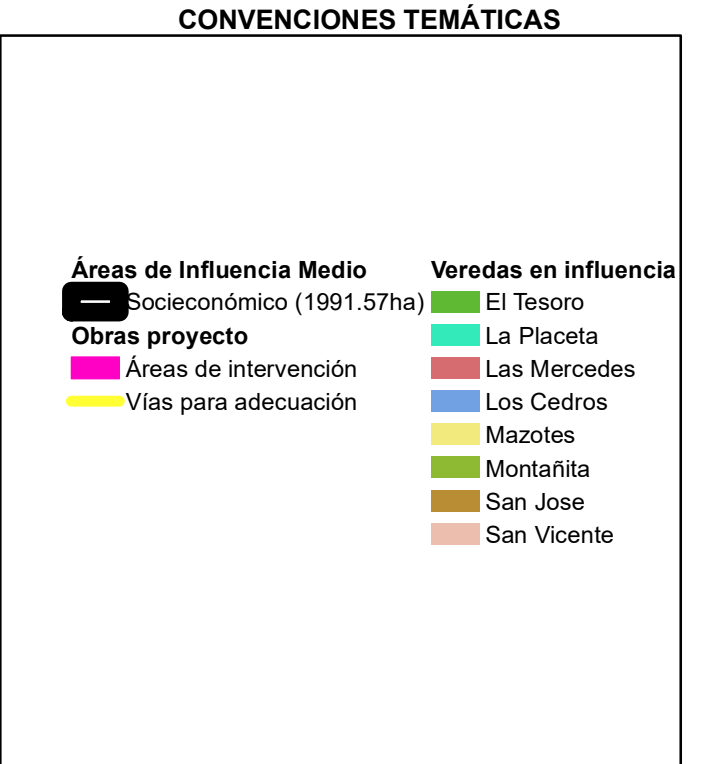 CONVENCIONES TEMÁTICAS
Áreas de Influencia Medio
Socieconómico (1991.57ha)
Obras proyecto
Áreas de intervención
Vías para adecuación
Veredas en influencia
El Tesoro
La Placeta
Las Mercedes
Los Cedros
Mazotes
Montañita
San Jose
San Vicente